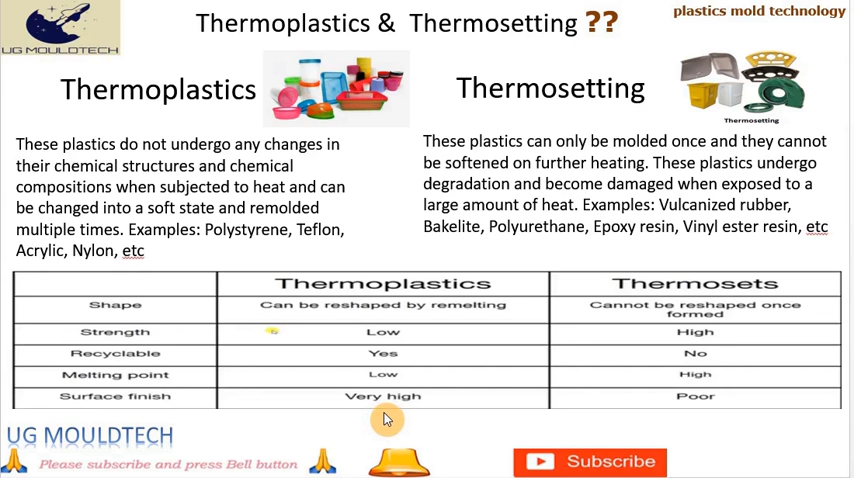 Thermoplastics & Thermosetting ??
plastics mold technology
UG MOULDTECH
Thermoplastics
Thermosetting
Thermosetting
These plastics do not undergo any changes in
their chemical structures and chemical
compositions when subjected to heat and can
be changed into a soft state and remolded
multiple times. Examples: Polystyrene, Teflon,
Acrylic, Nylon, etc
These plastics can only be molded once and they cannot
be softened on further heating. These plastics undergo
degradation and become damaged when exposed to a
large amount of heat. Examples: Vulcanized rubber,
Bakelite, Polyurethane, Epoxy resin, Vinyl ester resin, etc
Thermoplastics Thermosets
Shape Can be reshaped by remelting Cannot be reshaped once
formed
Strength Low High
Recyclable Yes No
Melting point Low High
Surface finish Very high Poor
UG MOULDTECH
Please subscribe and press Bell button
Subscribe